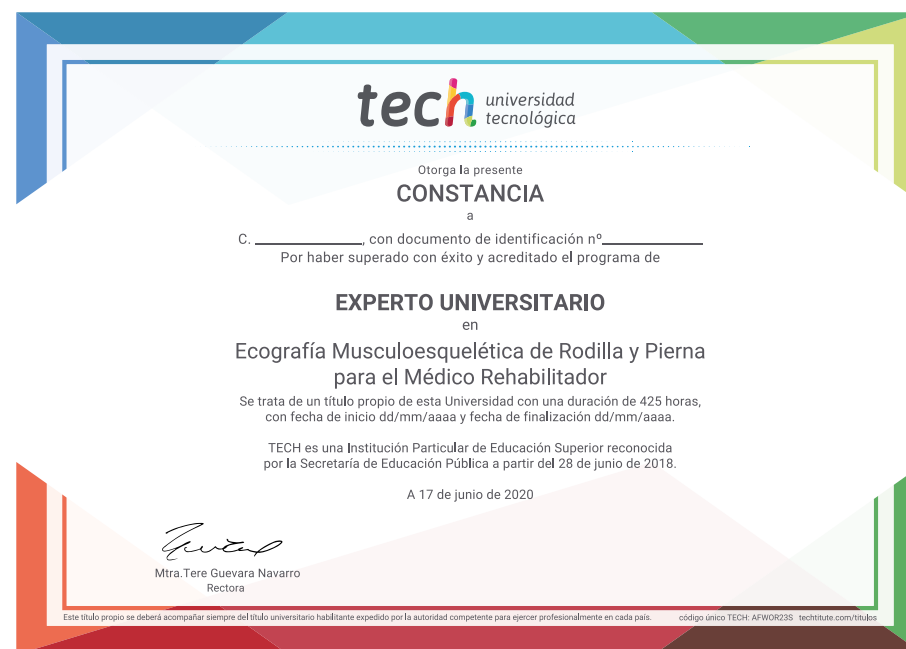 tech universidad
tecnológica
Otorga la presente
CONSTANCIA
a
C. ____________, con documento de identificación nº____________
Por haber superado con éxito y acreditado el programa de
EXPERTO UNIVERSITARIO
en
Ecografía Musculoesquelética de Rodilla y Pierna
para el Médico Rehabilitador
Se trata de un título propio de esta Universidad con una duración de 425 horas,
con fecha de inicio dd/mm/aaaa y fecha de finalización dd/mm/aaaa.
TECH es una Institución Particular de Educación Superior reconocida
por la Secretaría de Educación Pública a partir del 28 de junio de 2018.
A 17 de junio de 2020
Mtra.Tere Guevara Navarro
Rectora
Este título propio se deberá acompañar siempre del título universitario habilitante expedido por la autoridad competente para ejercer profesionalmente en cada país. código único TECH: AFWOR23S techtitute.com/titulos